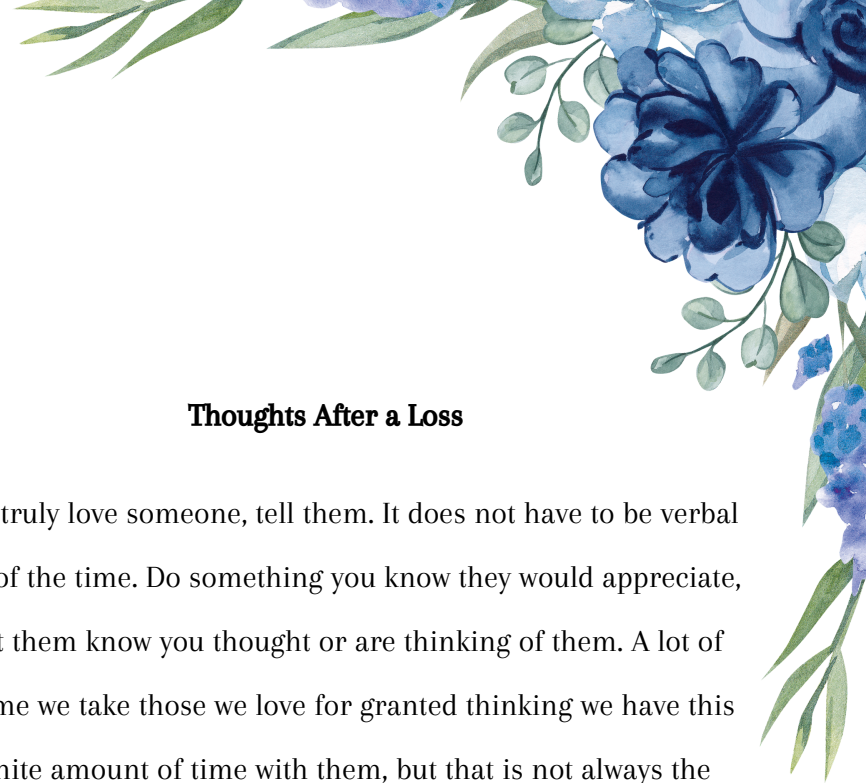 Thoughts After a Loss
truly love someone, tell them. It does not have to be verbal
of the time. Do something you know they would appreciate,
them know you thought or are thinking of them. A lot of
me we take those we love for granted thinking we have this
nite amount of time with them, but that is not always the